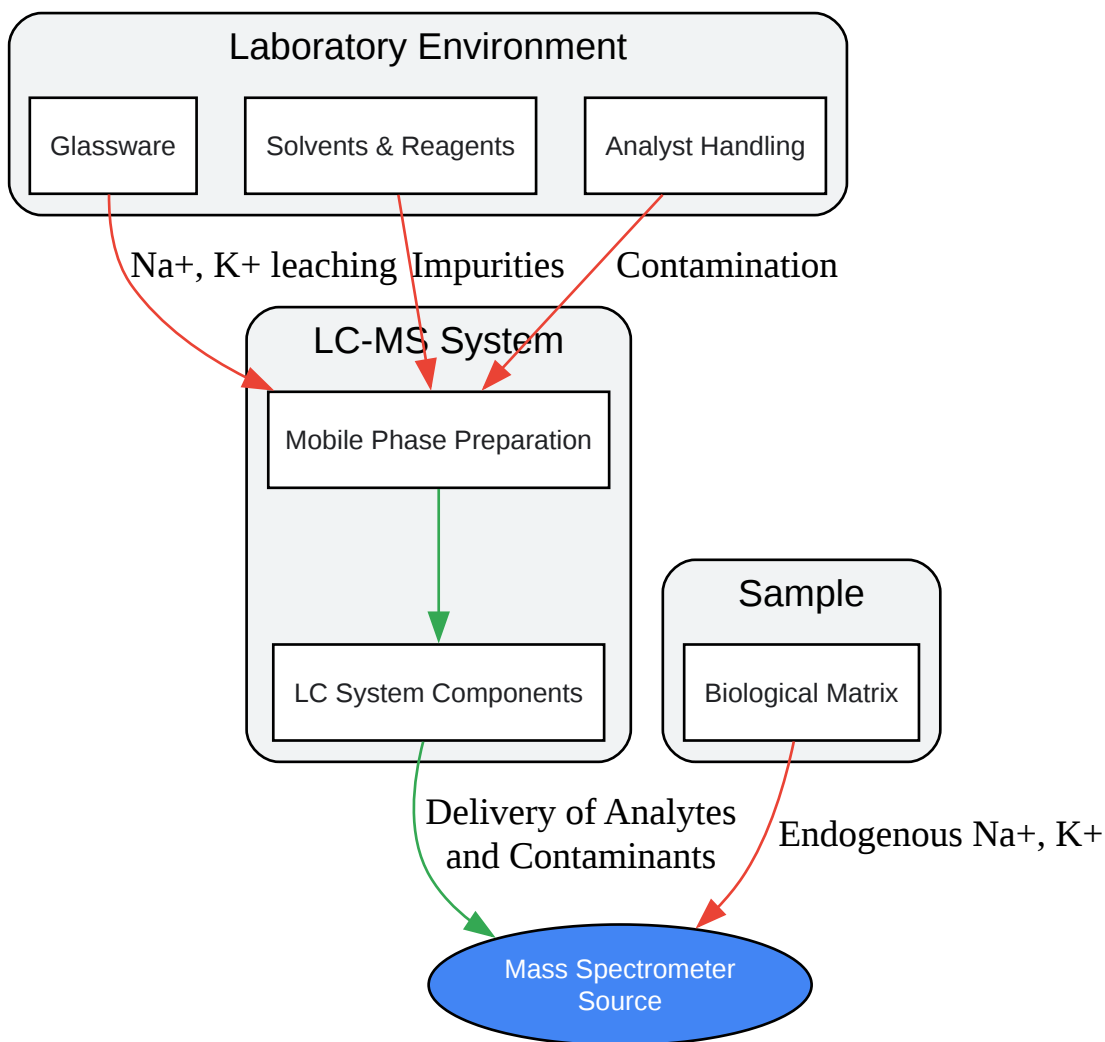 Laboratory Environment
Glassware
Solvents & Reagents
Analyst Handling
Na+, K+ leaching
Impurities
Contamination
LC-MS System
Mobile Phase Preparation
Sample
LC System Components
Biological Matrix
Delivery of Analytes
and Contaminants
Endogenous Na+, K+
Mass Spectrometer
Source